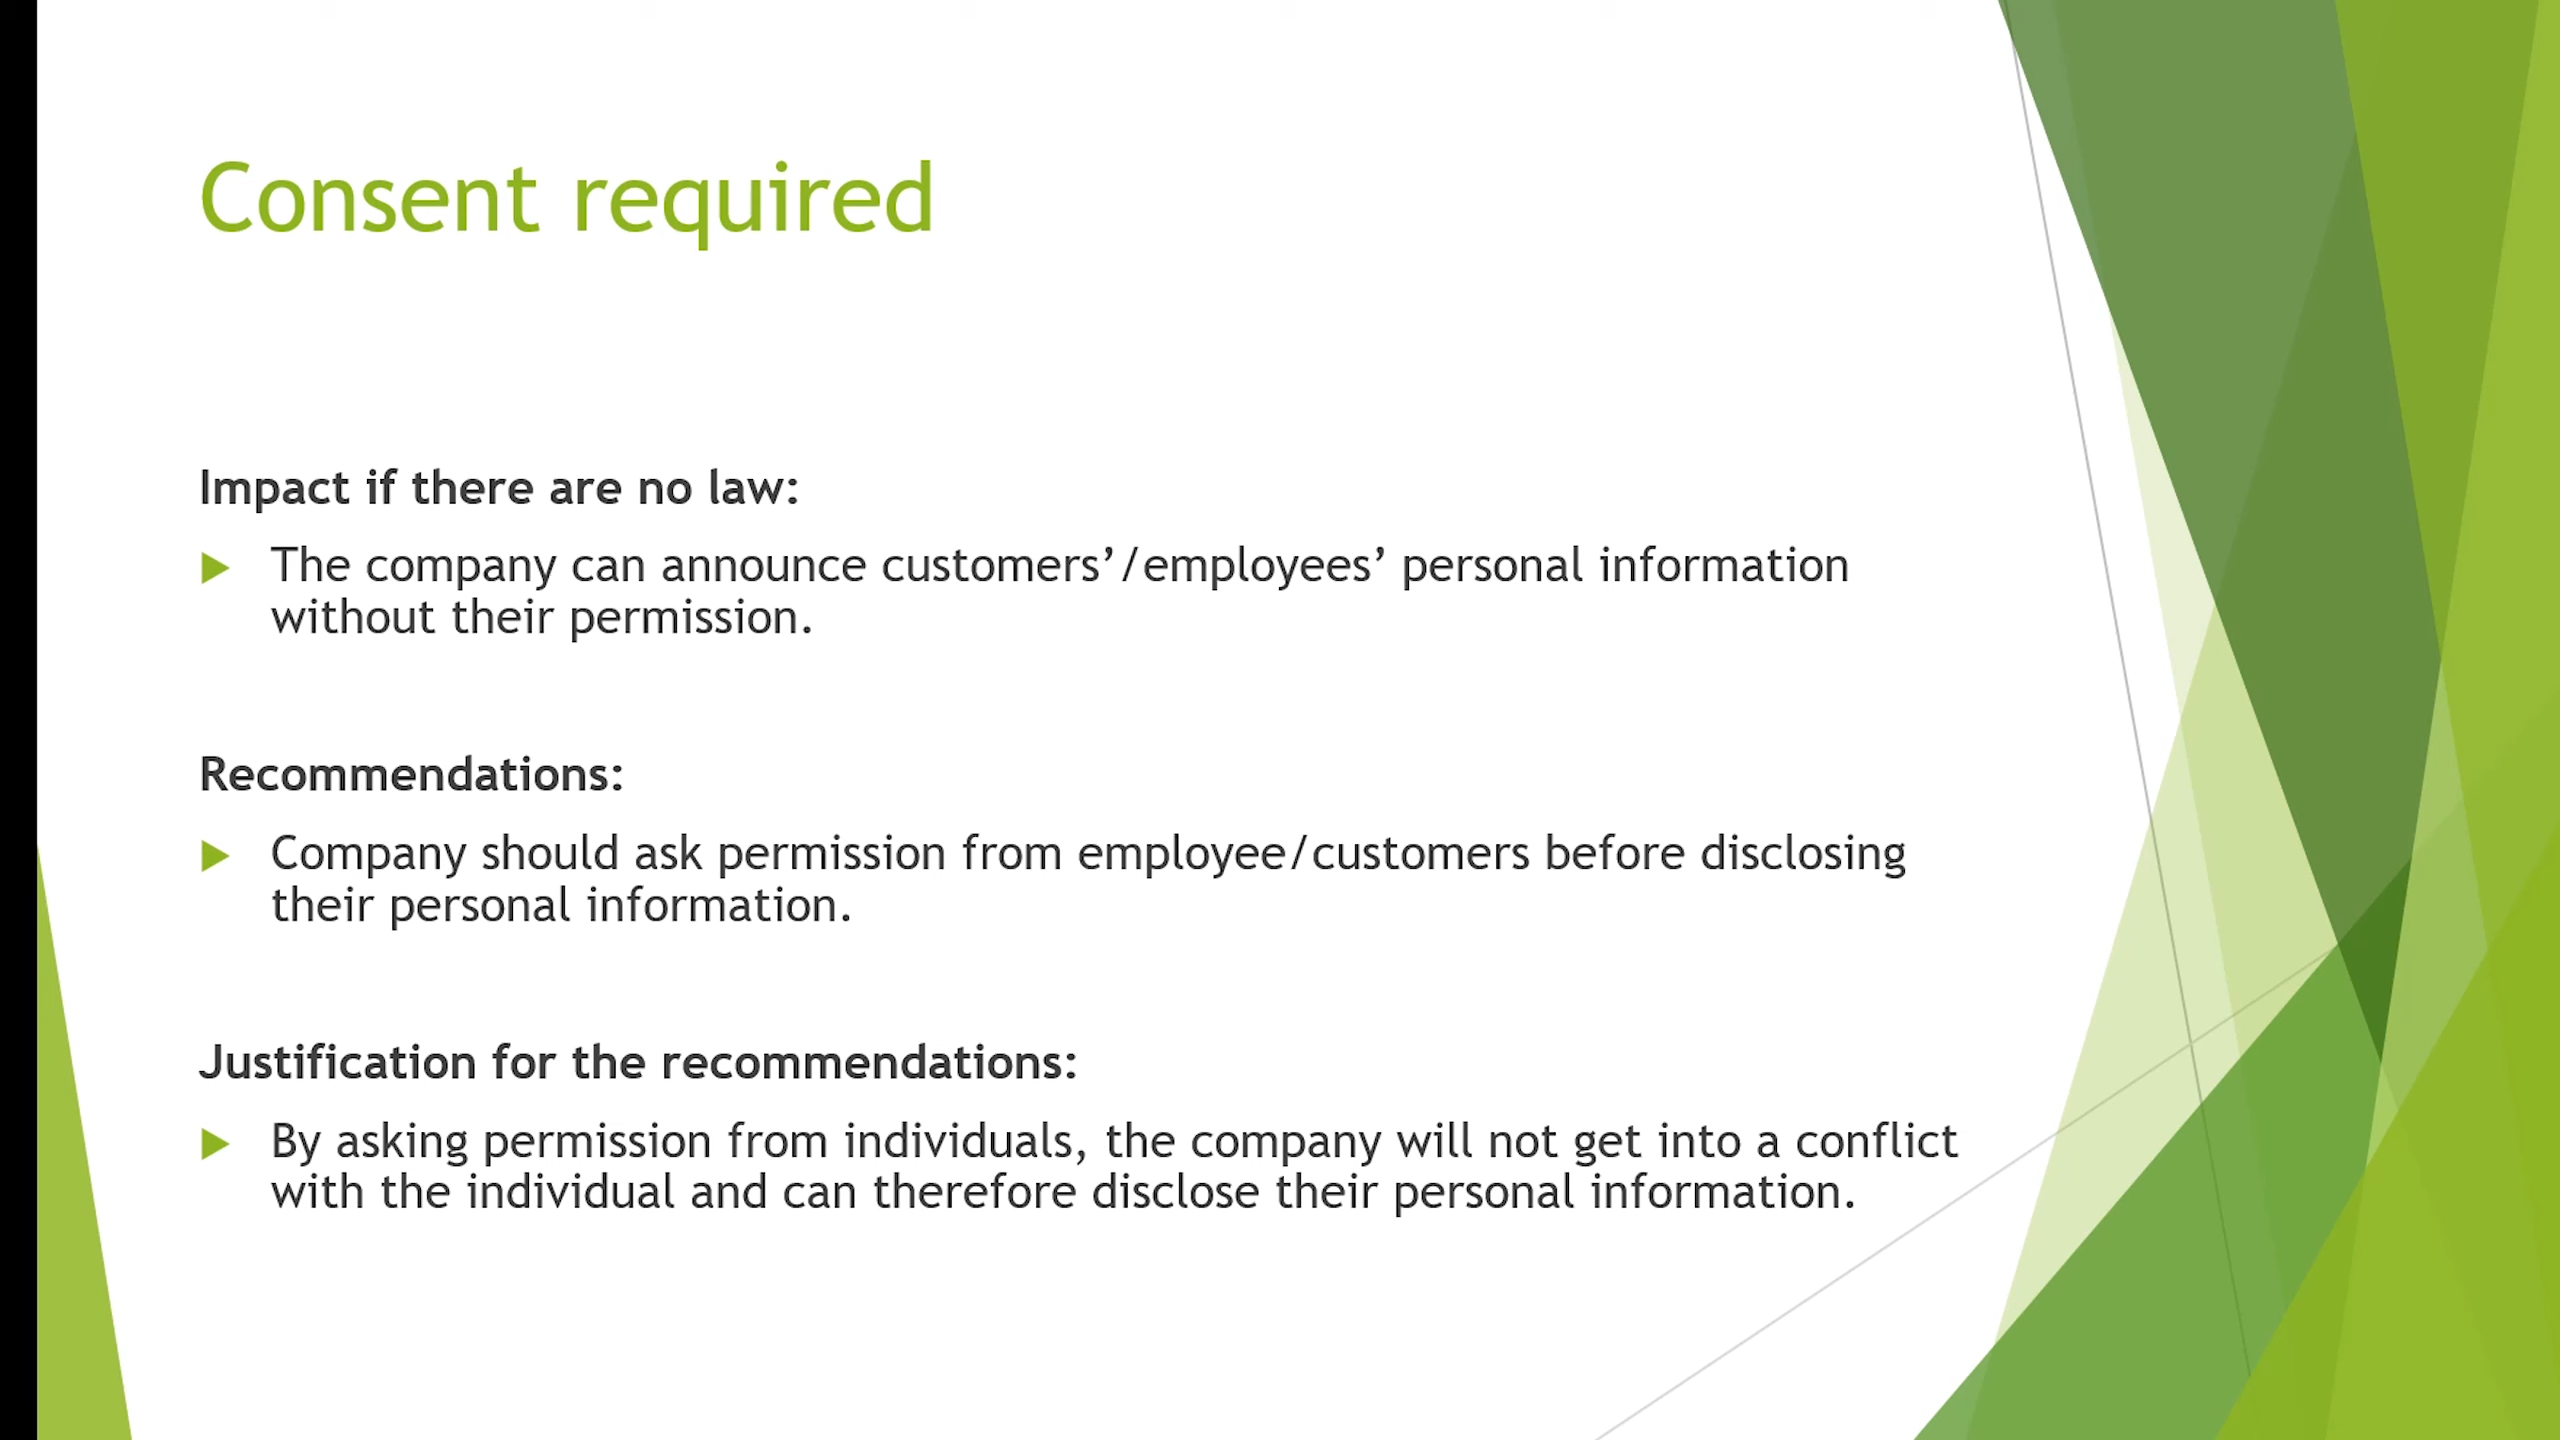 Consent required
Impact if there are no law:
The company can announce customers’/employees’ personal information
without their permission.
Recommendations:
Company should ask permission from employee/customers before disclosing
their personal information.
Justification for the recommendations:
By asking permission from individuals, the company will not get into a conflict
with the individual and can therefore disclose their personal information.